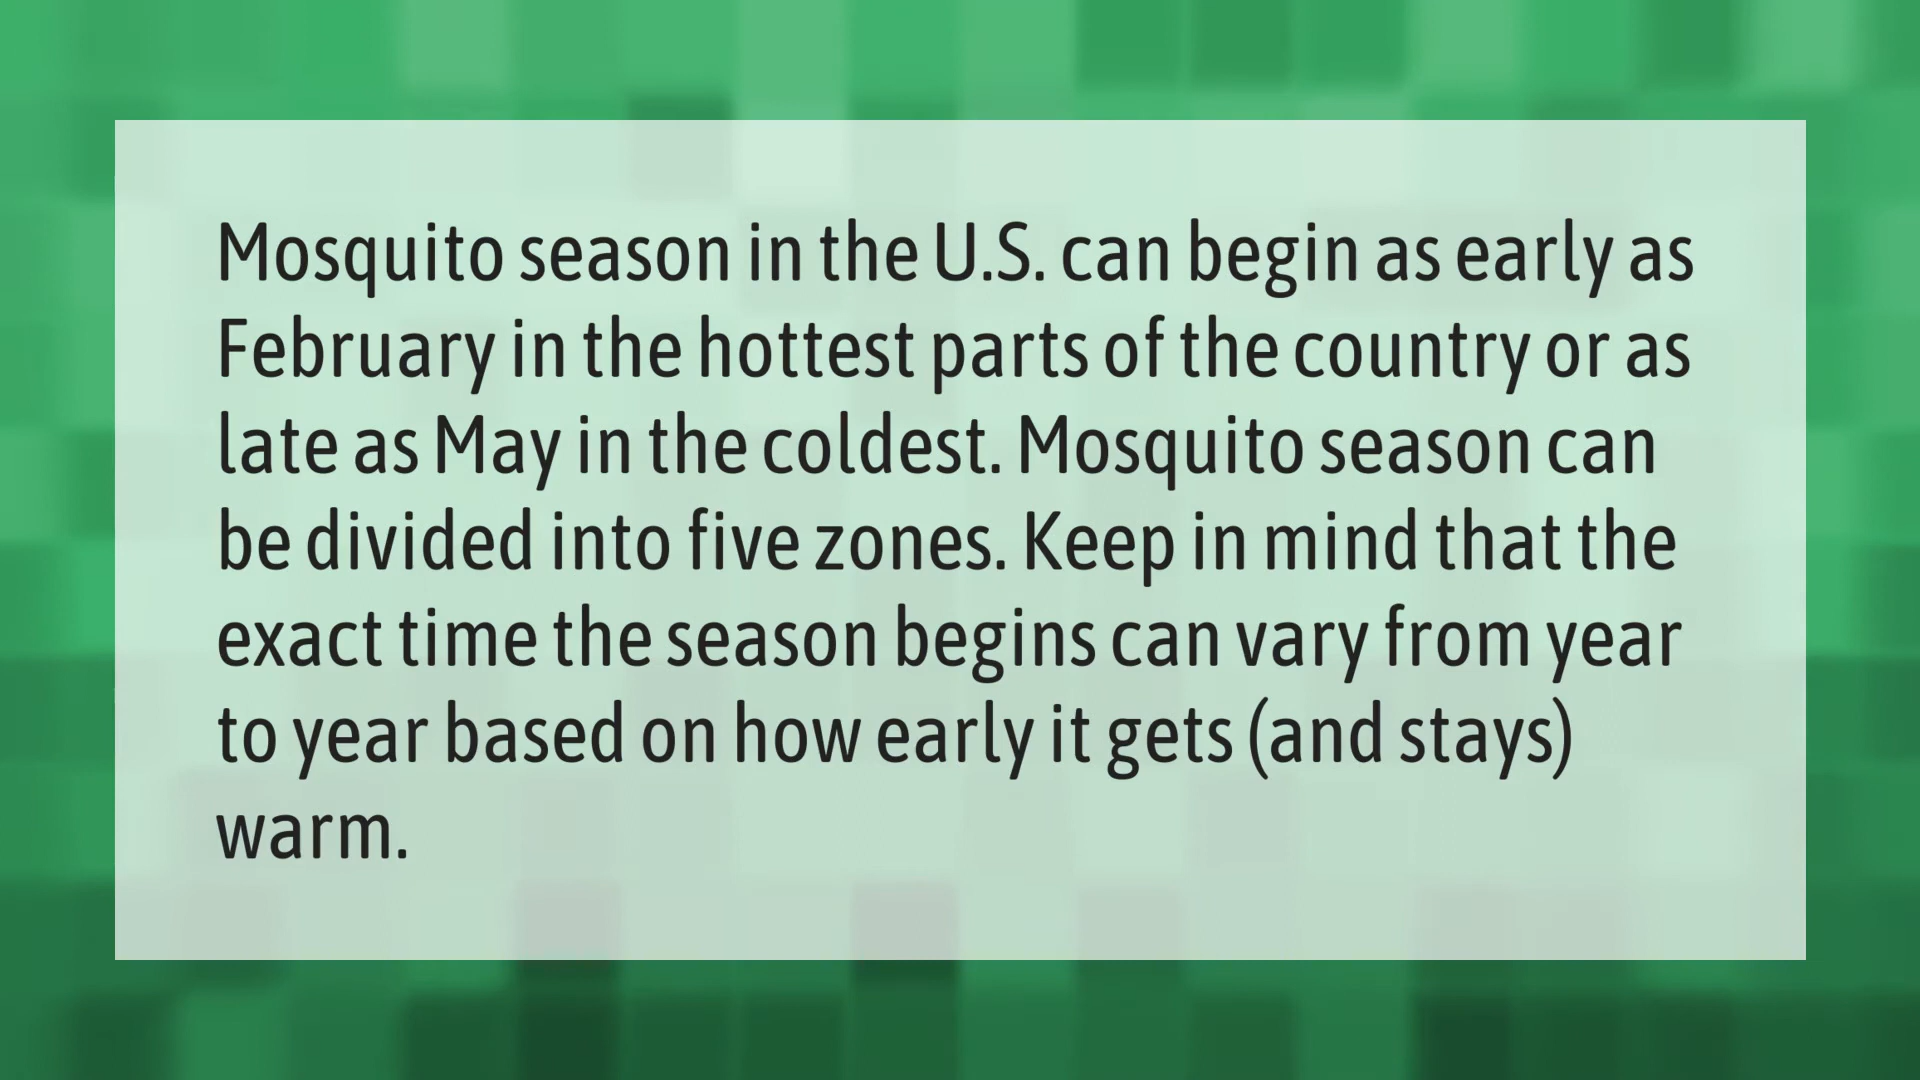 Mosquito season in the U.S. can begin as early as
February in the hottest parts of the country or as
late as May in the coldest. Mosquito season can
be divided into five zones. Keep in mind that the
exact time the season begins can vary from year
to year based on how early it gets (and stays)
warm.